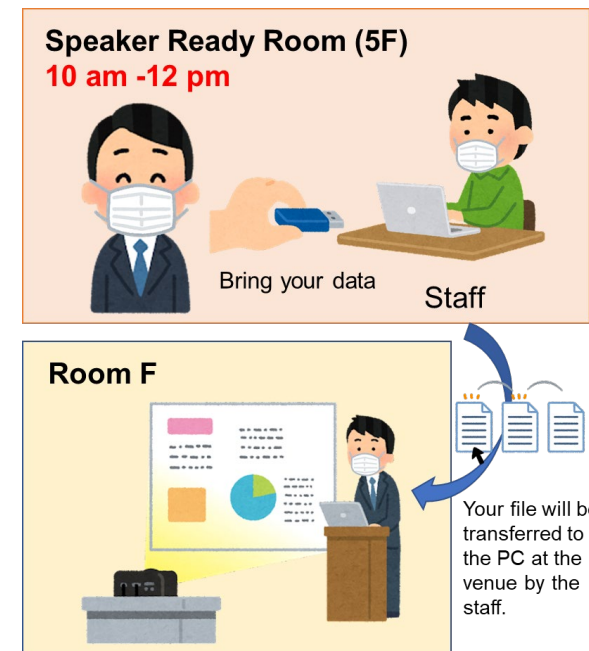 Speaker Ready Room (5F)
10 am -12 pm
Bring your data
Staff
Room F
Your file will be
transferred to
the PC at the
venue by the
staff.